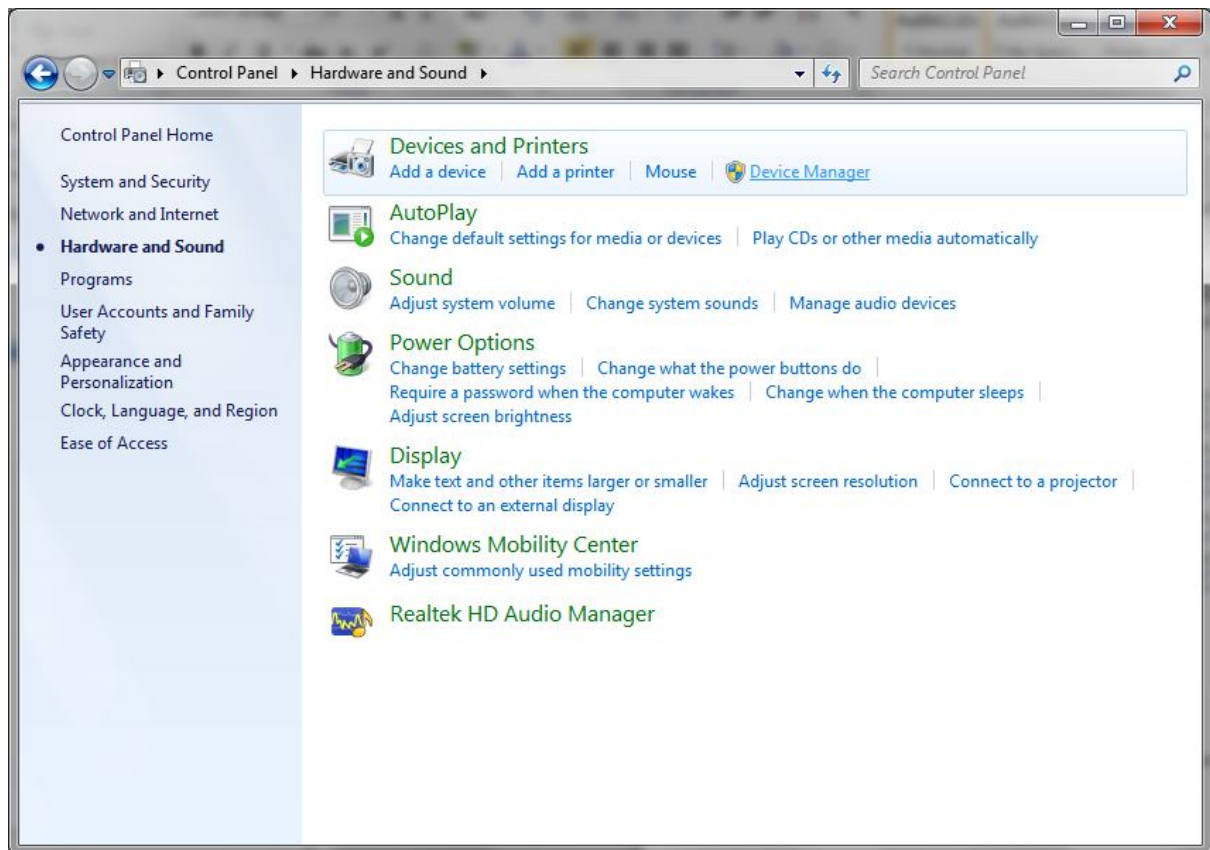 Control Panel Hardware and Sound Search Control Panel
Control Panel Home
System and Security
Network and Internet
Hardware and Sound
Programs
User Accounts and Family
Safety
Appearance and
Personalization
Clock, Language, and Region
Ease of Access
Devices and Printers
Add a device Add a printer Mouse Device Manager
AutoPlay
Change default settings for media or devices Play CDs or other media automatically
Sound
Adjust system volume Change system sounds Manage audio devices
Power Options
Change battery settings Change what the power buttons do
Require a password when the computer wakes Change when the computer sleeps
Adjust screen brightness
Display
Make text and other items larger or smaller Adjust screen resolution Connect to a projector
Connect to an external display
Windows Mobility Center
Adjust commonly used mobility settings
Realtek HD Audio Manager